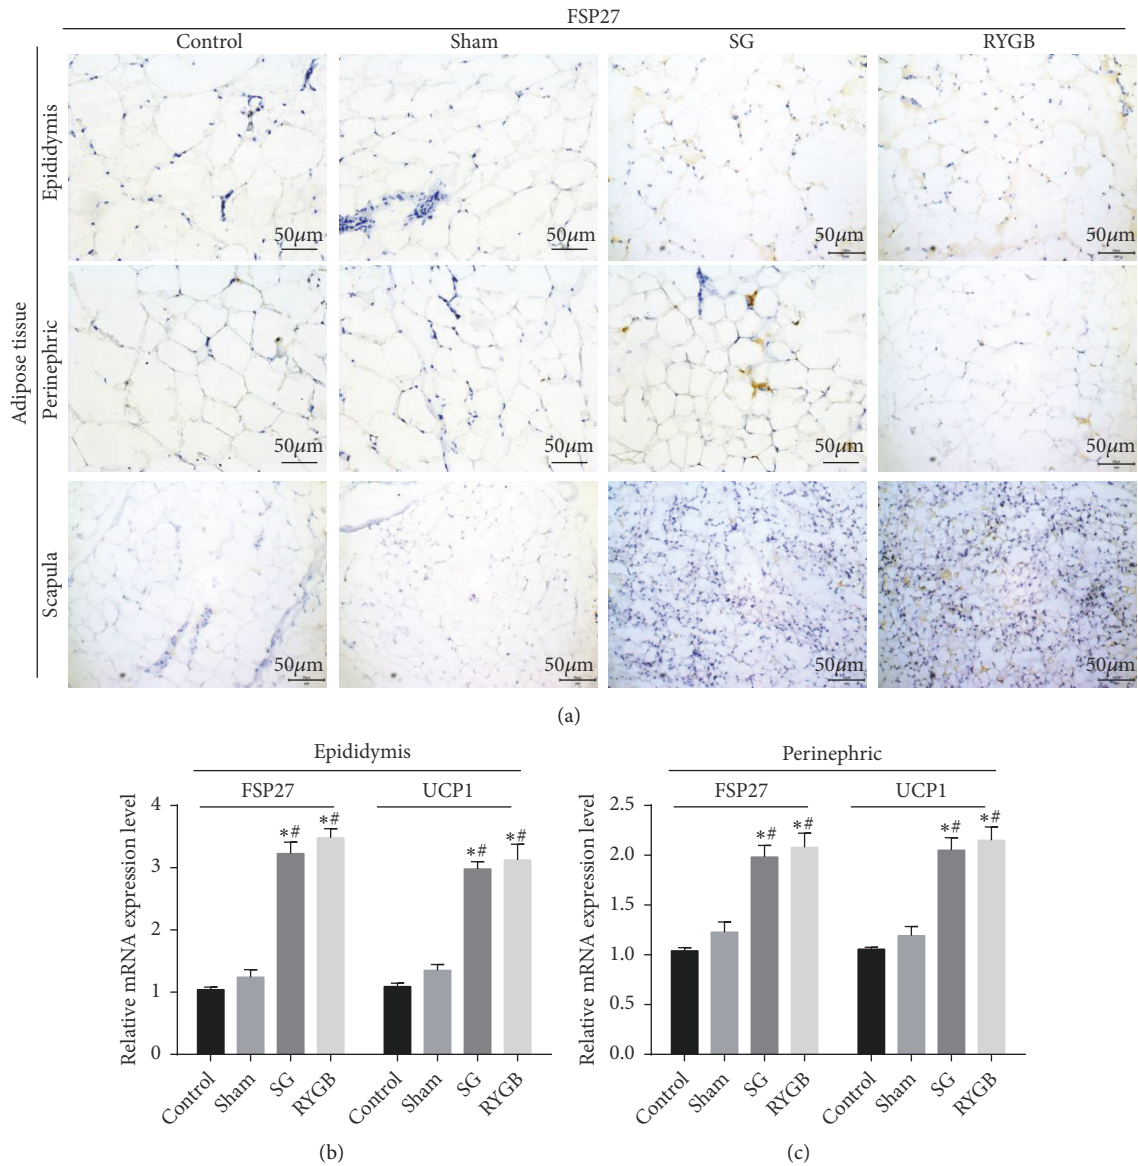 FSP27
Control Sham SG RYGB
Adipose tissue
Epididymis
50μm 50μm 50μm 50μm
Perinephric
50μm 50μm 50μm 50μm
Scapula
50μm 50μm 50μm 50μm
(a)
Epididymis
FSP27 UCP1
Relative mRNA expression level
4
3
2
1
0
*# *# *# *#
Control Sham SG RYGB Control Sham SG RYGB
(b)
Perinephric
FSP27 UCP1
Relative mRNA expression level
2.5
2.0
1.5
1.0
0.5
0.0
*# *# *# *#
Control Sham SG RYGB Control Sham SG RYGB
(c)